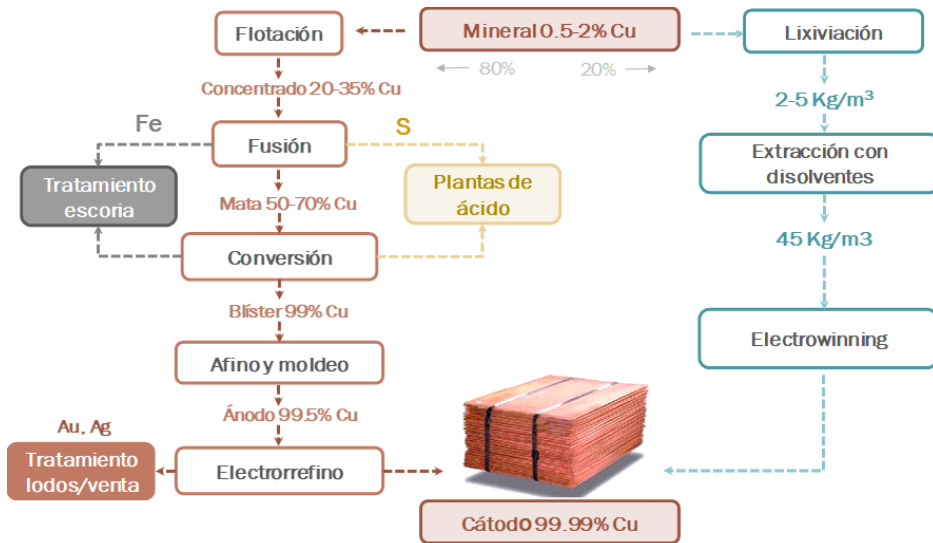 Flotación
Mineral 0.5-2% Cu
Lixiviación
80%
20%
Concentrado 20-35% Cu
2-5 Kg/m³
Fe
S
Fusión
Extracción con
disolventes
Tratamiento
escoria
Plantas de
ácido
Mata 50-70% Cu
45 Kg/m3
Conversión
Blíster 99% Cu
Electrowinning
Afino y moldeo
Ánodo 99.5% Cu
Au, Ag
Tratamiento
lodos/venta
Electrorrefino
Cátodo 99.99% Cu